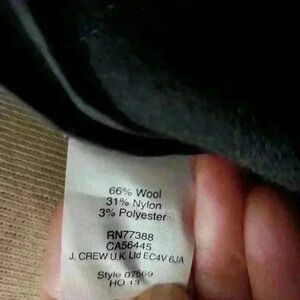 66% Wool
31% Nylon
3% Polyester
RN77388
CA56445
J. CREW U.K. Ltd EC4V 6JA
Style 07569
HO 13